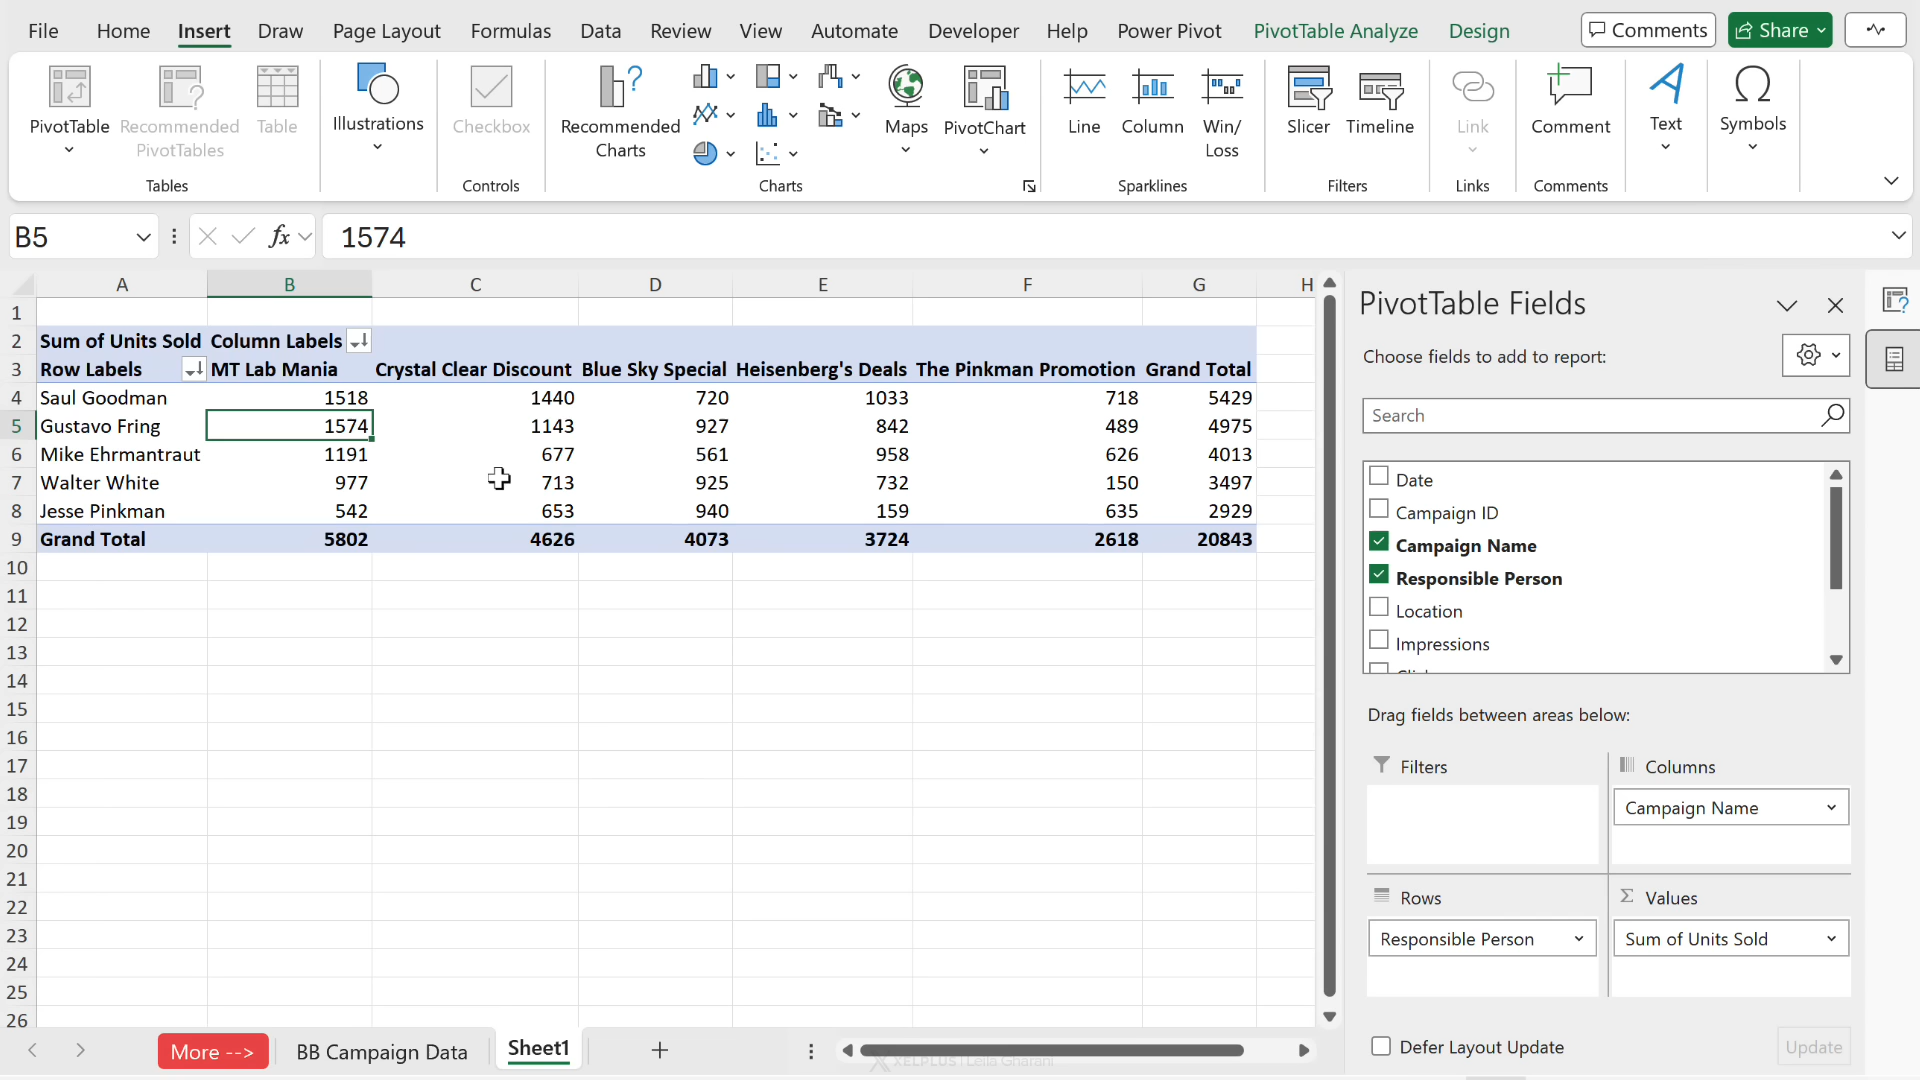 File Home Insert Draw Page Layout Formulas Data Review View Automate Developer Help Power Pivot PivotTable Analyze Design Comments Share
PivotTable Recommended PivotTables Table Illustrations Checkbox Recommended Charts Maps PivotChart Line Column Win/ Loss Slicer Timeline Link Comment Text Symbols
Tables Controls Charts Sparklines Filters Links Comments
B5 fx 1574
A B C D E F G H
1
2 Sum of Units Sold Column Labels
3 Row Labels MT Lab Mania Crystal Clear Discount Blue Sky Special Heisenberg's Deals The Pinkman Promotion Grand Total
4 Saul Goodman 1518 1440 720 1033 718 5429
5 Gustavo Fring 1574 1143 927 842 489 4975
6 Mike Ehrmantraut 1191 677 561 958 626 4013
7 Walter White 977 713 925 732 150 3497
8 Jesse Pinkman 542 653 940 159 635 2929
9 Grand Total 5802 4626 4073 3724 2618 20843
10
11
12
13
14
15
16
17
18
19
20
21
22
23
24
25
26
PivotTable Fields
Choose fields to add to report:
Search
Date
Campaign ID
Campaign Name
Responsible Person
Location
Impressions
Drag fields between areas below:
Filters Columns
Campaign Name
Rows Σ Values
Responsible Person Sum of Units Sold
Defer Layout Update Update
More --> BB Campaign Data Sheet1
XELPLUS | Leila Gharani